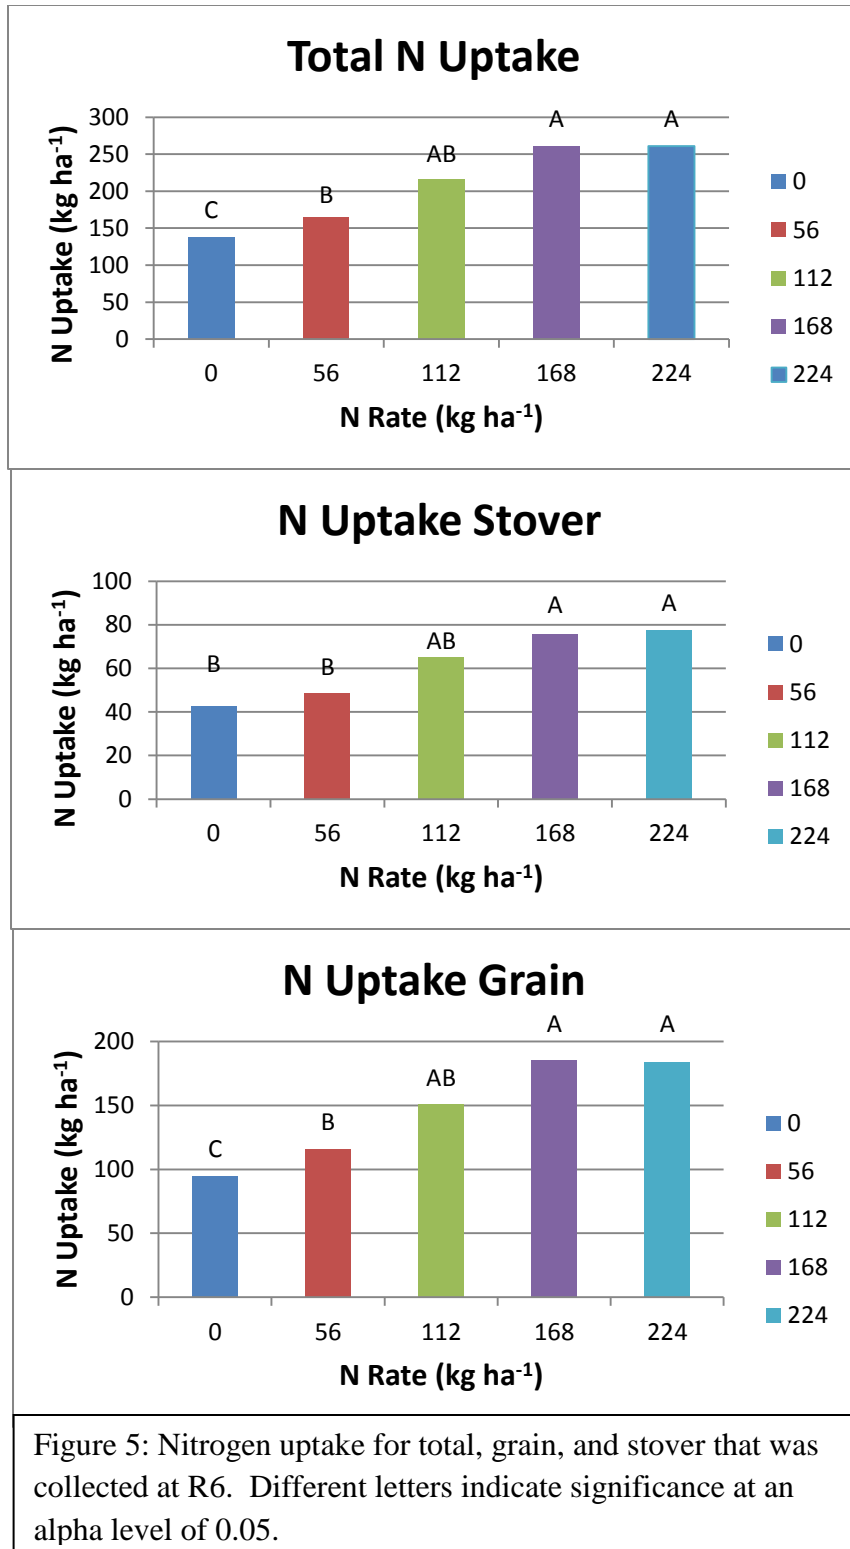 Total N Uptake
N Uptake (kg ha⁻¹)
300
250
200
150
100
50
0
C
B
AB
A
A
0
56
112
168
224
N Rate (kg ha⁻¹)
0
56
112
168
224
N Uptake Stover
N Uptake (kg ha⁻¹)
100
80
60
40
20
0
B
B
AB
A
A
0
56
112
168
224
N Rate (kg ha⁻¹)
0
56
112
168
224
N Uptake Grain
N Uptake (kg ha⁻¹)
200
150
100
50
0
C
B
AB
A
A
0
56
112
168
224
N Rate (kg ha⁻¹)
0
56
112
168
224
Figure 5: Nitrogen uptake for total, grain, and stover that was
collected at R6.  Different letters indicate significance at an
alpha level of 0.05.